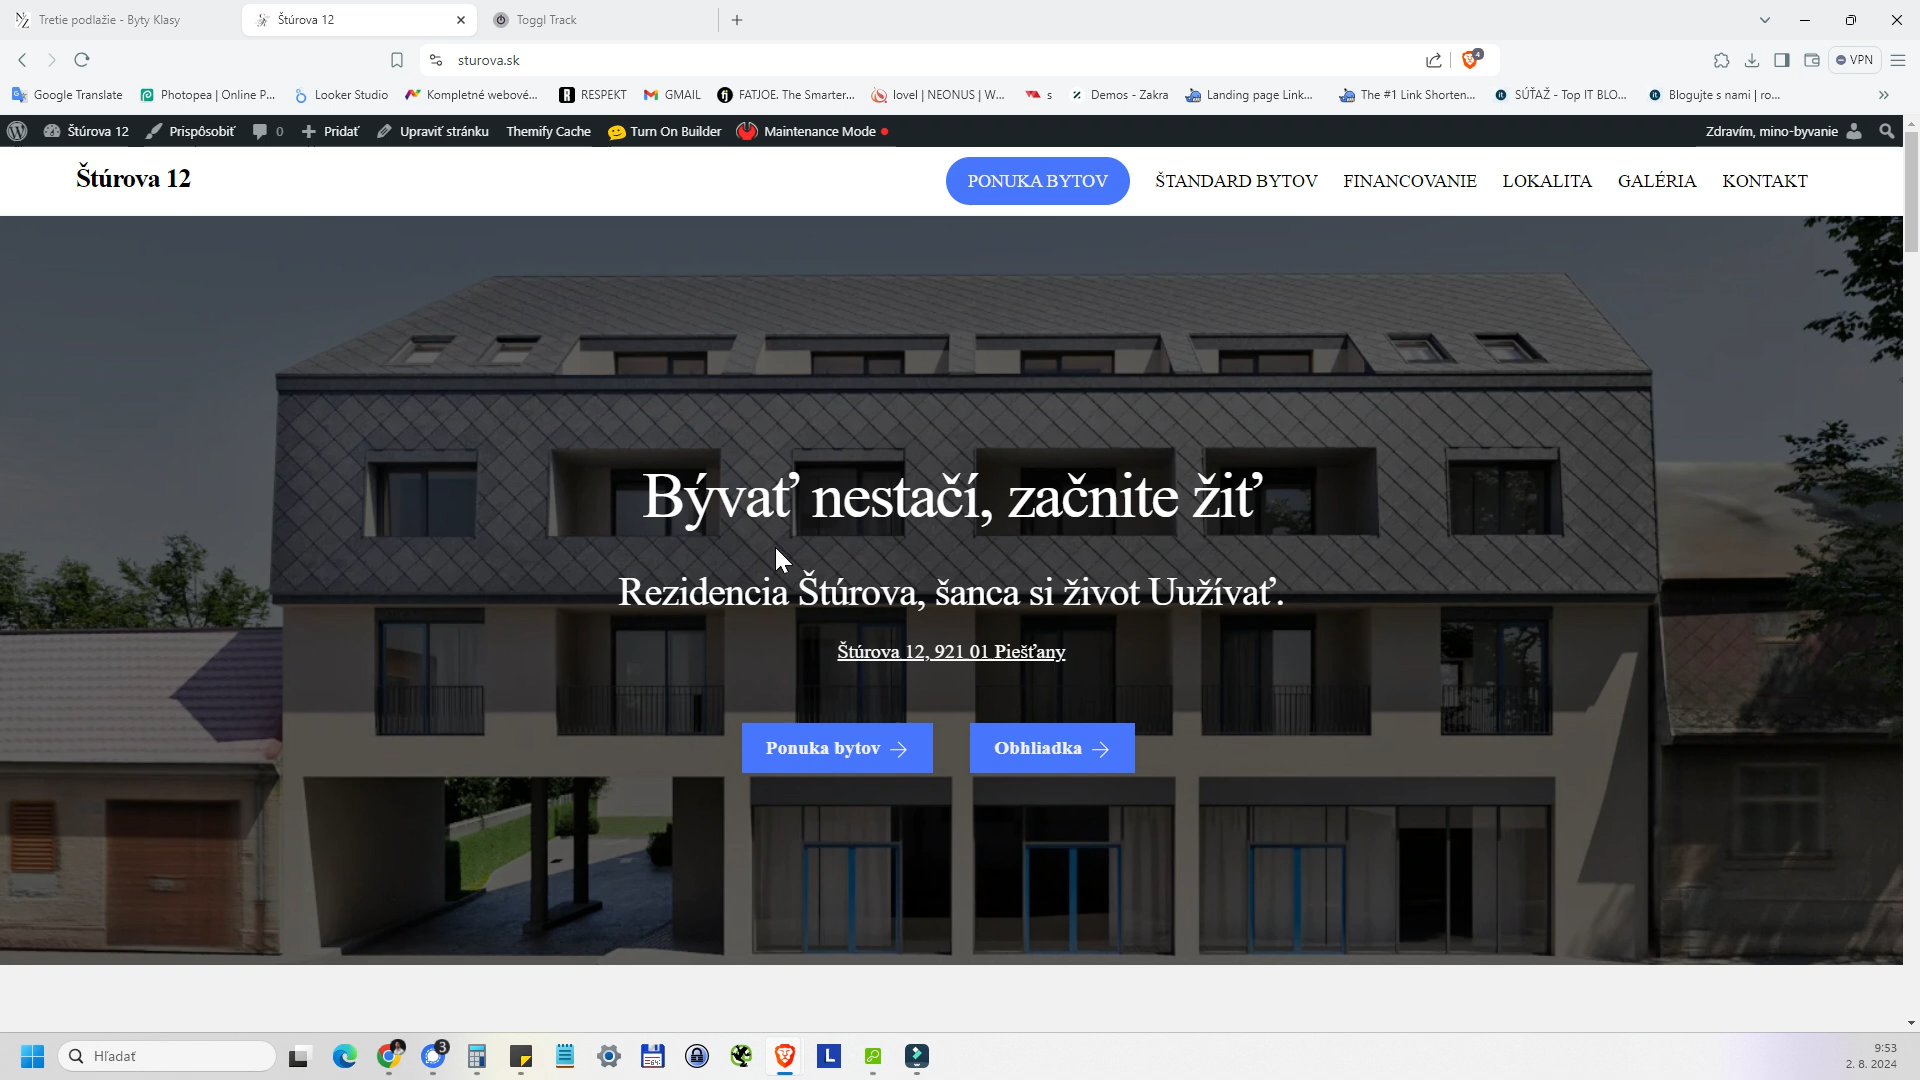 Tretie podlažie - Byty Klasy
Štúrova 12
Toggl Track
sturova.sk
4
VPN
Google Translate
Photopea | Online P...
Looker Studio
Kompletné webové...
RESPEKT
GMAIL
FATJOE. The Smarter...
lovel | NEONUS | W...
s
Demos - Zakra
Landing page Link...
The #1 Link Shorten...
SÚŤAŽ - Top IT BLO...
Blogujte s nami | ro...
Štúrova 12
Prispôsobiť
0
Pridať
Upraviť stránku
Themify Cache
Turn On Builder
Maintenance Mode
Zdravím, mino-byvanie
Štúrova 12
PONUKA BYTOV
ŠTANDARD BYTOV
FINANCOVANIE
LOKALITA
GALÉRIA
KONTAKT
Bývať nestačí, začnite žiť
Rezidencia Štúrova, šanca si život Uužívať.
Štúrova 12, 921 01 Piešťany
Ponuka bytov
Obhliadka
Hľadať
3
L
9:53
2. 8. 2024